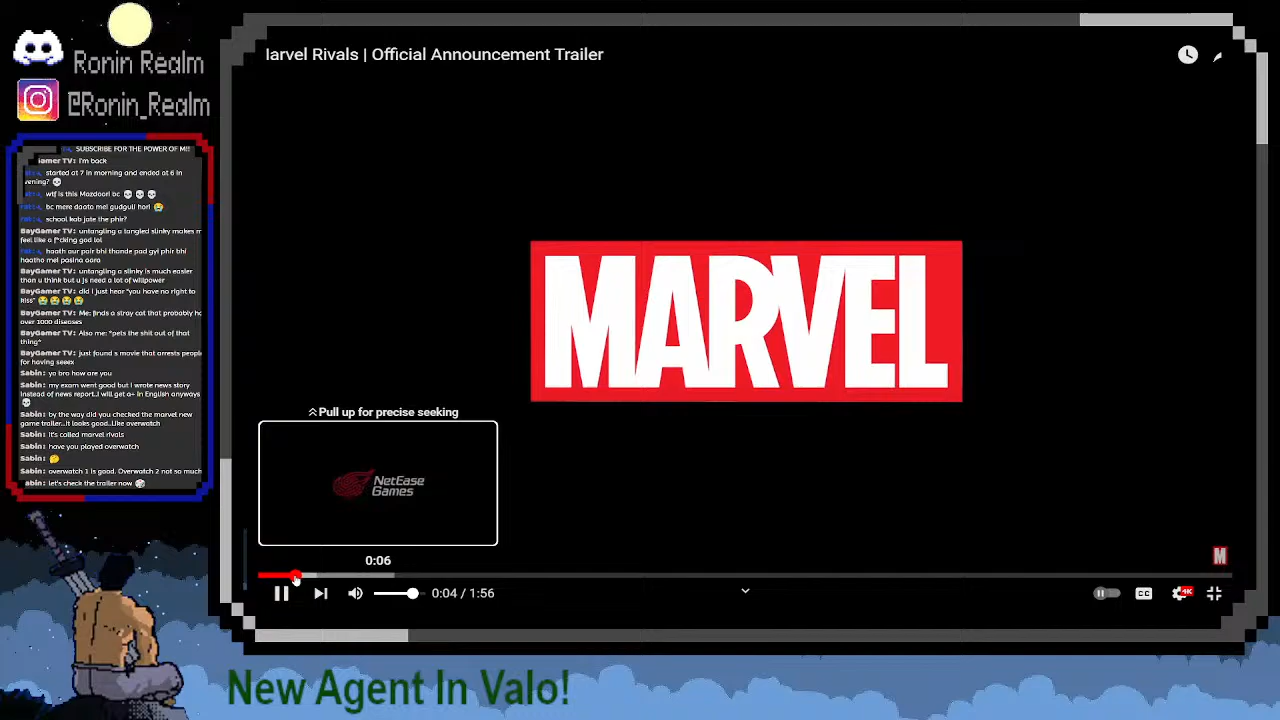 Ronin Realm
@Ronin_Realm
SUBSCRIBE FOR THE POWER OF M!!
amer TV: I'm back
started at 7 in morning and ended at 6 in
vening? 💀
wtf is this Mazdoori bc 💀 💀 💀
bc mere daato mei gudguli hori 😭
school kab jate the phir?
BayGamer TV: untangling a tangled slinky makes m
feel like a f*cking god lol
haath aur pair bhi thande pad gyi phir bhi
haatho mei pasina aara
BayGamer TV: untangling a slinky is much easier
than u think but u js need a lot of willpower
BayGamer TV: did i just hear "you have no right to
kiss" 😭 😭 😭 😭
BayGamer TV: Me: finds a stray cat that probably ha
over 1000 diseases
BayGamer TV: Also me: *pets the shit out of that
thing*
BayGamer TV: just found s movie that arrests people
for having seeex
Sabin: yo bro how are you
Sabin: my exam went good but I wrote news story
instead of news report..I will get a+ in English anyways
💀
Sabin: by the way did you checked the marvel new
game trailer...it looks good...Like overwatch
Sabin: it's called marvel rivals
Sabin: have you played overwatch
Sabin: 🤔
Sabin: overwatch 1 is good. Overwatch 2 not so much
abin: let's check the trailer now
larvel Rivals | Official Announcement Trailer
MARVEL
Pull up for precise seeking
NetEase
Games
0:06
M
0:04 / 1:56
CC
4K
New Agent In Valo!